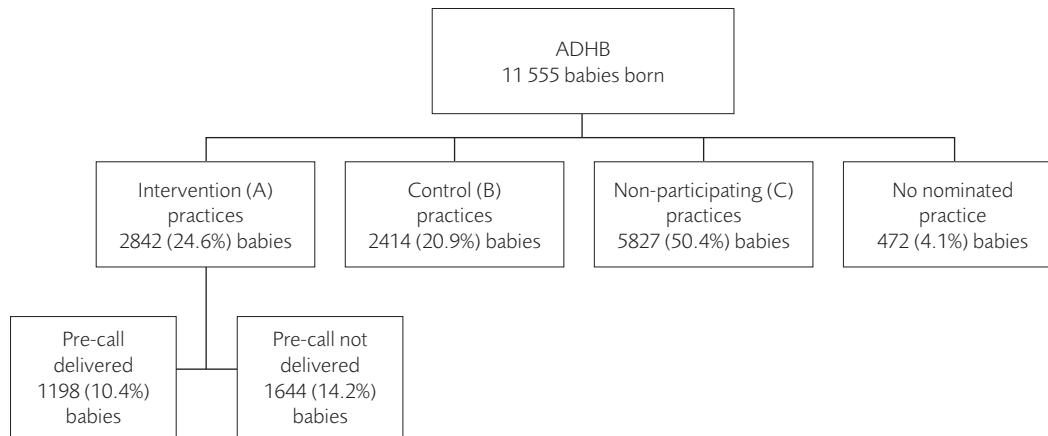 ADHB
11 555 babies born
Intervention (A)
practices
2842 (24.6%) babies
Control (B)
practices
2414 (20.9%) babies
Non-participating (C)
practices
5827 (50.4%) babies
No nominated
practice
472 (4.1%) babies
Pre-call
delivered
1198 (10.4%)
babies
Pre-call not
delivered
1644 (14.2%)
babies